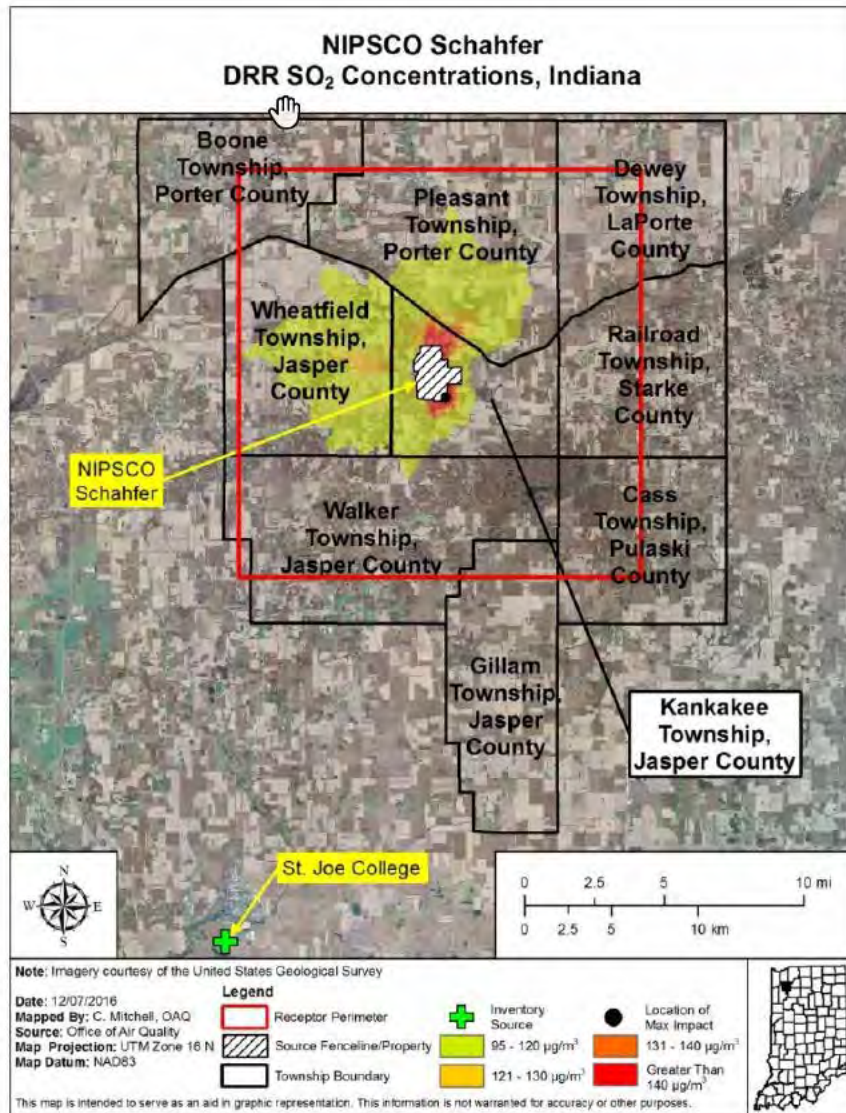 NIPSCO Schahfer
DRR SO₂ Concentrations, Indiana
Boone
Township,
Porter County
Pleasant
Township,
Porter County
Dewey
Township,
LaPorte
County
Wheatfield
Township,
Jasper
County
Railroad
Township,
Starke
County
NIPSCO
Schahfer
Walker
Township,
Jasper County
Cass
Township,
Pulaski
County
Gillam
Township,
Jasper
County
Kankakee
Township,
Jasper County
St. Joe College
N
W E
S
0 2.5 5 10 mi
0 2.5 5 10 km
Note: Imagery courtesy of the United States Geological Survey
Date: 12/07/2016
Mapped By: C. Mitchell, OAQ
Source: Office of Air Quality
Map Projection: UTM Zone 16 N
Map Datum: NAD83
Legend
Receptor Perimeter
Source Fenceline/Property
Township Boundary
Inventory
Source
95 - 120 µg/m³
121 - 130 µg/m³
Location of
Max Impact
131 - 140 µg/m³
Greater Than
140 µg/m³
This map is intended to serve as an aid in graphic representation. This information is not warranted for accuracy or other purposes.